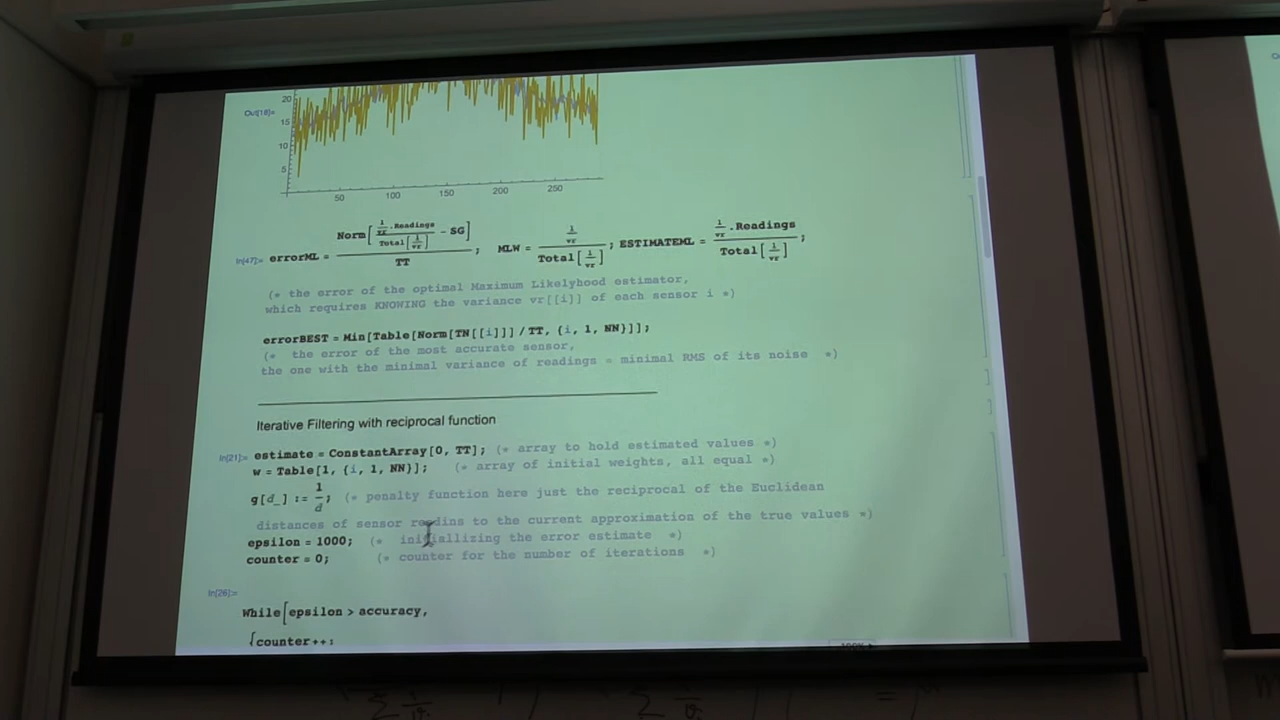 Out[18]=
20
15
10
5
50 100 150 200 250
In[47]:= errorML = Norm[1/vr.Readings/Total[1/vr] - SG]/TT; MLW = 1/vr/Total[1/vr]; ESTIMATEML = 1/vr.Readings/Total[1/vr];
(* the error of the optimal Maximum Likelyhood estimator,
which requires KNOWING the variance vr[[i]] of each sensor i *)
errorBEST = Min[Table[Norm[TN[[i]]]/TT, {i, 1, NN}]];
(* the error of the most accurate sensor,
the one with the minimal variance of readings = minimal RMS of its noise *)
Iterative Filtering with reciprocal function
In[21]:= estimate = ConstantArray[0, TT]; (* array to hold estimated values *)
w = Table[1, {i, 1, NN}]; (* array of initial weights, all equal *)
g[d_] := 1/d; (* penalty function here just the reciprocal of the Euclidean
distances of sensor readins to the current approximation of the true values *)
epsilon = 1000; (* initiallizing the error estimate *)
counter = 0; (* counter for the number of iterations *)
In[26]:=
While[epsilon > accuracy,
{counter++;